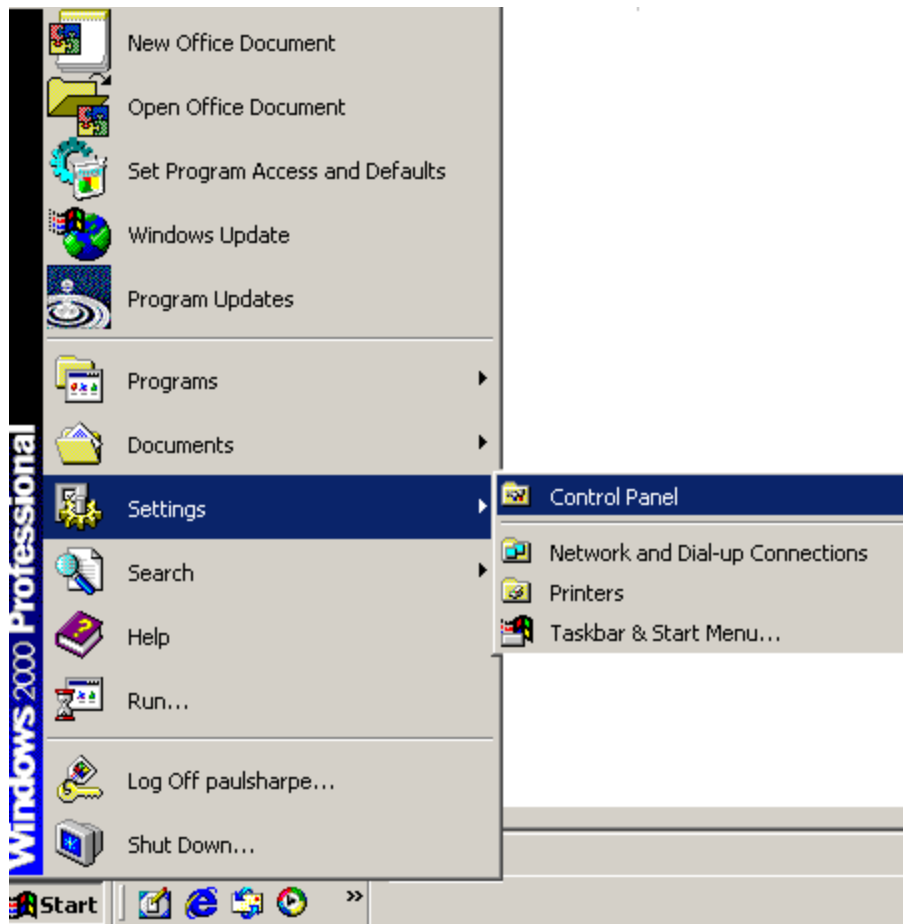 New Office Document
Open Office Document
Set Program Access and Defaults
Windows Update
Program Updates
Programs
Documents
Settings
Search
Help
Run...
Log Off paulsharpe...
Shut Down...
Control Panel
Network and Dial-up Connections
Printers
Taskbar & Start Menu...
Windows 2000 Professional
Start
»